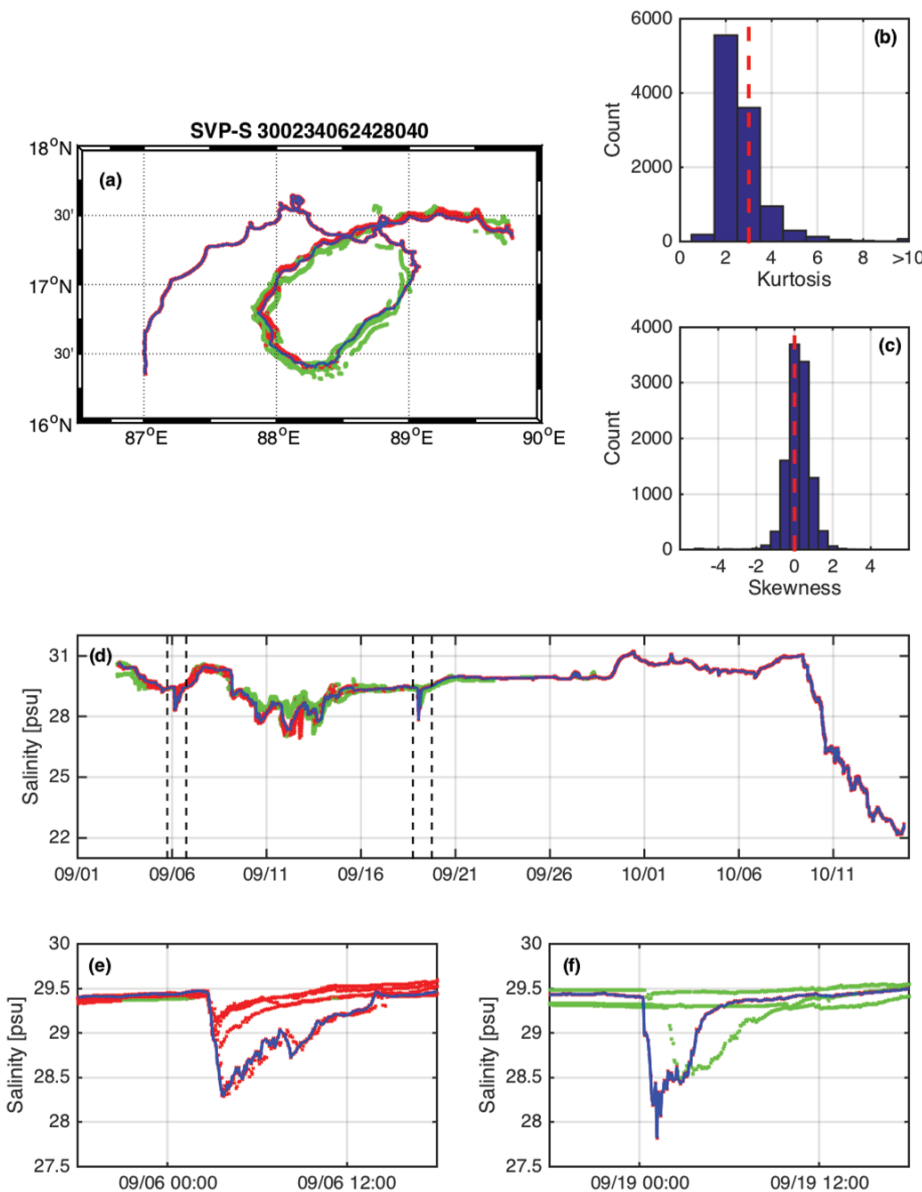 SVP-S 300234062428040
(a)
18°N
30'
17°N
30'
16°N
87°E 88°E 89°E 90°E
(b)
Count
6000
4000
2000
0
0 2 4 6 8 >10
Kurtosis
(c)
Count
4000
3000
2000
1000
0
-4 -2 0 2 4
Skewness
(d)
Salinity [psu]
31
28
25
22
09/01 09/06 09/11 09/16 09/21 09/26 10/01 10/06 10/11
(e)
Salinity [psu]
30
29.5
29
28.5
28
27.5
09/06 00:00 09/06 12:00
(f)
Salinity [psu]
30
29.5
29
28.5
28
27.5
09/19 00:00 09/19 12:00